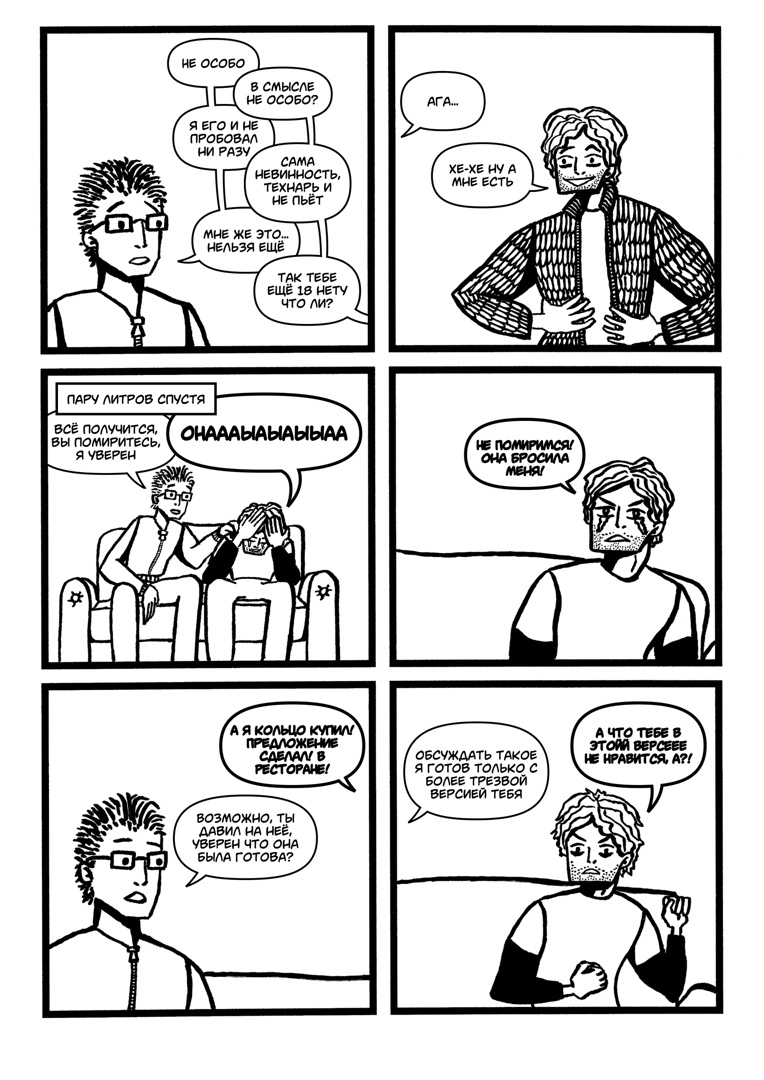 НЕ ОСОБО
В СМЫСЛЕ
НЕ ОСОБО?
Я ЕГО И НЕ
ПРОБОВАЛ
НИ РАЗУ
САМА
НЕВИННОСТЬ,
ТЕХНАРЬ И
НЕ ПЬЁТ
МНЕ ЖЕ ЭТО...
НЕЛЬЗЯ ЕЩЁ
ТАК ТЕБЕ
ЕЩЁ 18 НЕТУ
ЧТО ЛИ?
АГА...
ХЕ-ХЕ НУ А
МНЕ ЕСТЬ
ПАРУ ЛИТРОВ СПУСТЯ
ВСЁ ПОЛУЧИТСЯ,
ВЫ ПОМИРИТЕСЬ,
Я УВЕРЕН
ОНАААЫАЫАЫЫАА
НЕ ПОМИРИМСЯ!
ОНА БРОСИЛА
МЕНЯ!
А Я КОЛЬЦО КУПИЛ!
ПРЕДЛОЖЕНИЕ
СДЕЛАЛ! В
РЕСТОРАНЕ!
ВОЗМОЖНО, ТЫ
ДАВИЛ НА НЕЁ,
УВЕРЕН ЧТО ОНА
БЫЛА ГОТОВА?
ОБСУЖДАТЬ ТАКОЕ
Я ГОТОВ ТОЛЬКО С
БОЛЕЕ ТРЕЗВОЙ
ВЕРСИЕЙ ТЕБЯ
А ЧТО ТЕБЕ В
ЭТОЙЙ ВЕРСЕЕЕ
НЕ НРАВИТСЯ, А?!